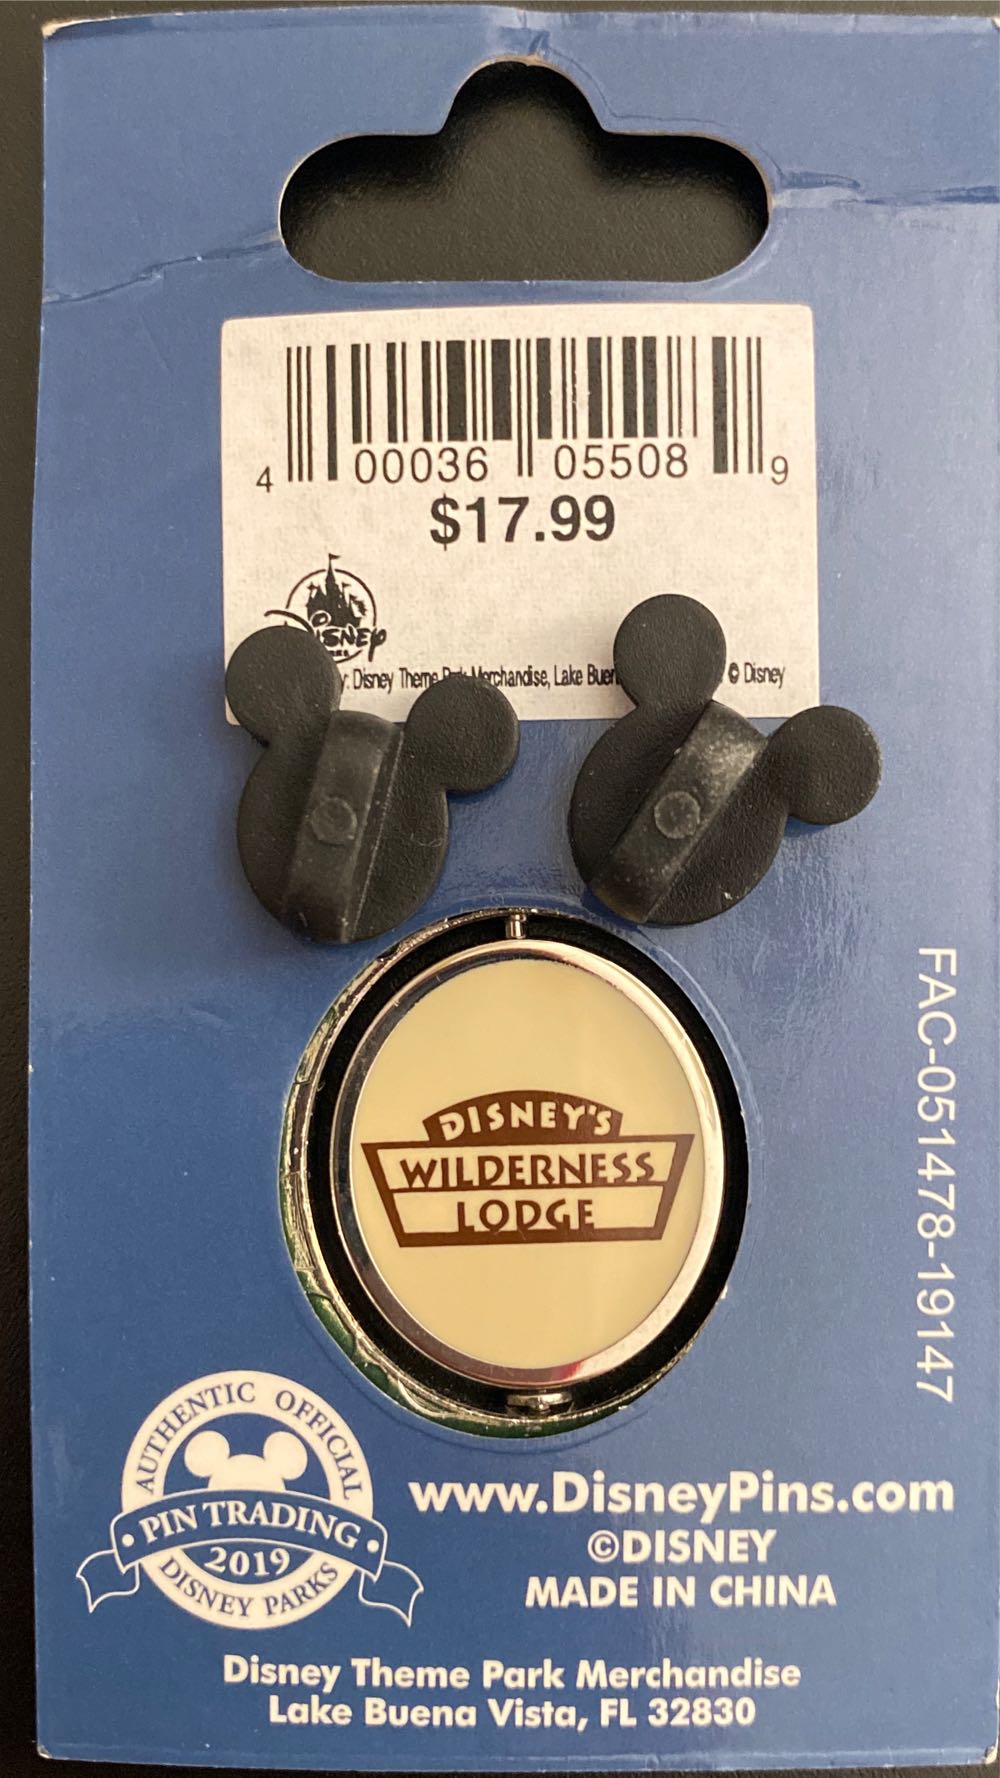 4 00036 05508 9
$17.99
DISNEY
: Disney Theme Park Merchandise, Lake © Disney
DISNEY'S
WILDERNESS
LODGE
FAC-051478-19147
AUTHENTIC OFFICIAL
• PIN TRADING •
2019
DISNEY PARKS
www.DisneyPins.com
©DISNEY
MADE IN CHINA
Disney Theme Park Merchandise
Lake Buena Vista, FL 32830